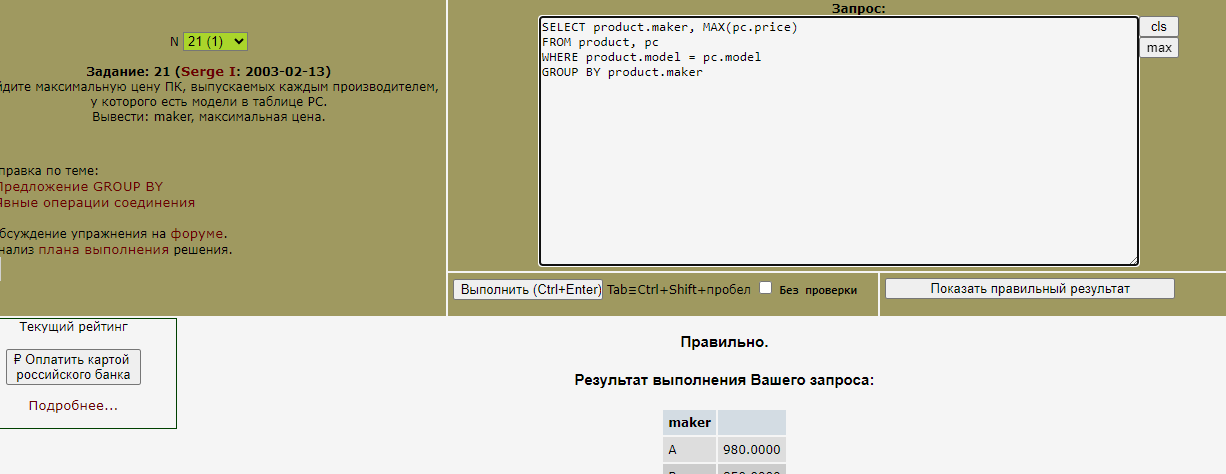 N 21 (1)
Задание: 21 (Serge I: 2003-02-13)
йдите максимальную цену ПК, выпускаемых каждым производителем,
у которого есть модели в таблице PC.
Вывести: maker, максимальная цена.
правка по теме:
Предложение GROUP BY
Явные операции соединения
бсуждение упражнения на форуме.
нализ плана выполнения решения.
Запрос:
SELECT product.maker, MAX(pc.price)
FROM product, pc
WHERE product.model = pc.model
GROUP BY product.maker
cls
max
Выполнить (Ctrl+Enter) Tab≡Ctrl+Shift+пробел Без проверки
Показать правильный результат
Текущий рейтинг
₽ Оплатить картой
российского банка
Подробнее...
Правильно.
Результат выполнения Вашего запроса:
maker
A 980.0000